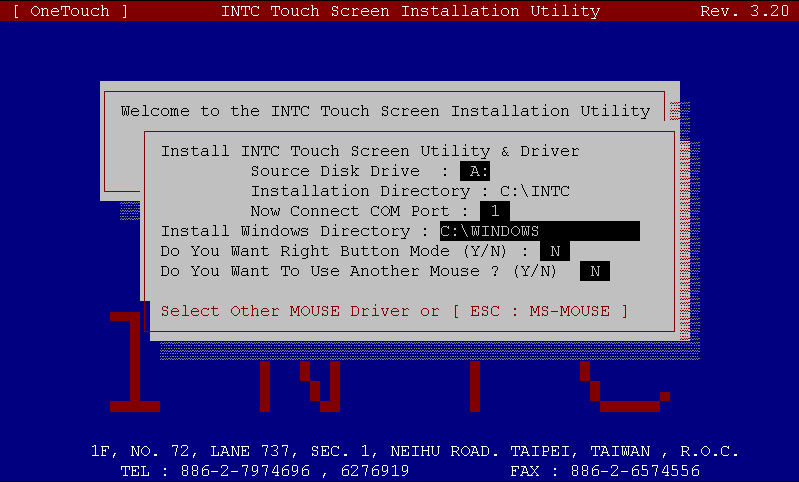 [ OneTouch ] INTC Touch Screen Installation Utility Rev. 3.20
Welcome to the INTC Touch Screen Installation Utility
Install INTC Touch Screen Utility & Driver
Source Disk Drive : A:
Installation Directory : C:\INTC
Now Connect COM Port : 1
Install Windows Directory : C:\WINDOWS
Do You Want Right Button Mode (Y/N) : N
Do You Want To Use Another Mouse ? (Y/N) N
Select Other MOUSE Driver or [ ESC : MS-MOUSE ]
1F, NO. 72, LANE 737, SEC. 1, NEIHU ROAD. TAIPEI, TAIWAN , R.O.C.
TEL : 886-2-7974696 , 6276919 FAX : 886-2-6574556